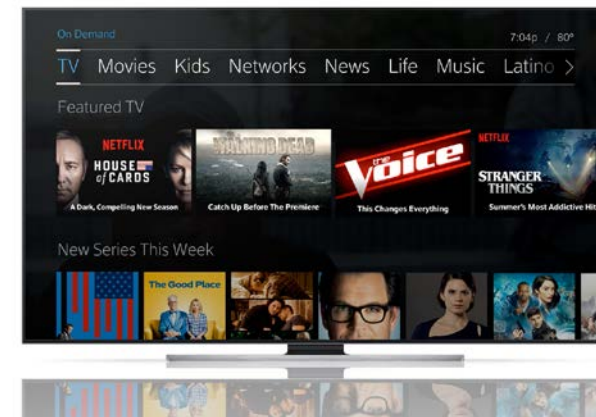 On Demand
7:04p / 80°
TV Movies Kids Networks News Life Music Latino >
Featured TV
NETFLIX
HOUSE
of CARDS
A Dark, Compelling New Season
THE WALKING DEAD
Catch Up Before The Premiere
the
Voice
This Changes Everything
NETFLIX
STRANGER
THINGS
Summer's Most Addictive Hit
New Series This Week
The Good Place